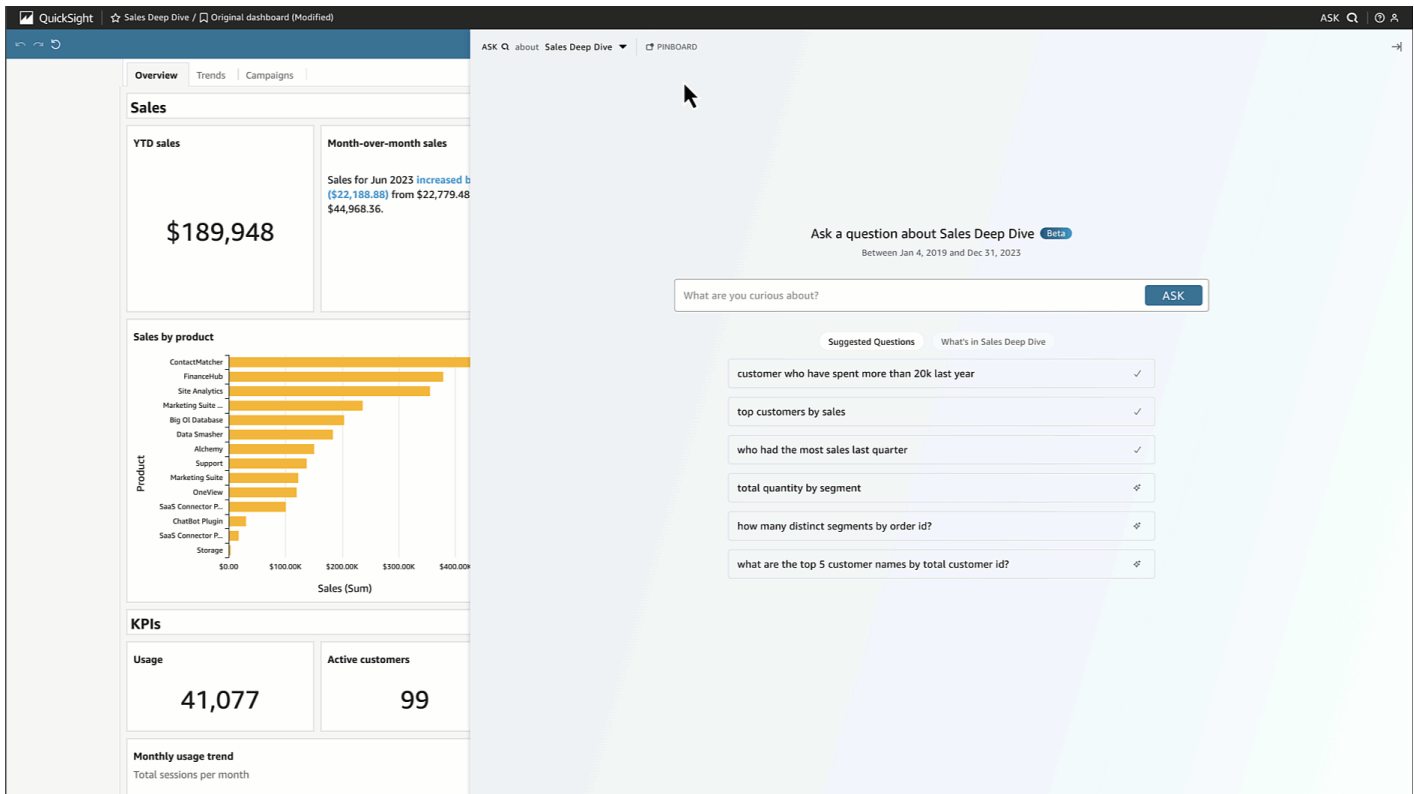 QuickSight
Sales Deep Dive / Original dashboard (Modified)
ASK
ASK about Sales Deep Dive
PINBOARD
Overview
Trends
Campaigns
Sales
YTD sales
$189,948
Month-over-month sales
Sales for Jun 2023 increased b
($22,188.88) from $22,779.48
$44,968.36.
Sales by product
Product
ContactMatcher
FinanceHub
Site Analytics
Marketing Suite ...
Big Ol Database
Data Smasher
Alchemy
Support
Marketing Suite
OneView
SaaS Connector P...
ChatBot Plugin
SaaS Connector P...
Storage
$0.00 $100.00K $200.00K $300.00K $400.00K
Sales (Sum)
KPIs
Usage
41,077
Active customers
99
Monthly usage trend
Total sessions per month
Ask a question about Sales Deep Dive Beta
Between Jan 4, 2019 and Dec 31, 2023
What are you curious about?
ASK
Suggested Questions
What's in Sales Deep Dive
customer who have spent more than 20k last year
top customers by sales
who had the most sales last quarter
total quantity by segment
how many distinct segments by order id?
what are the top 5 customer names by total customer id?